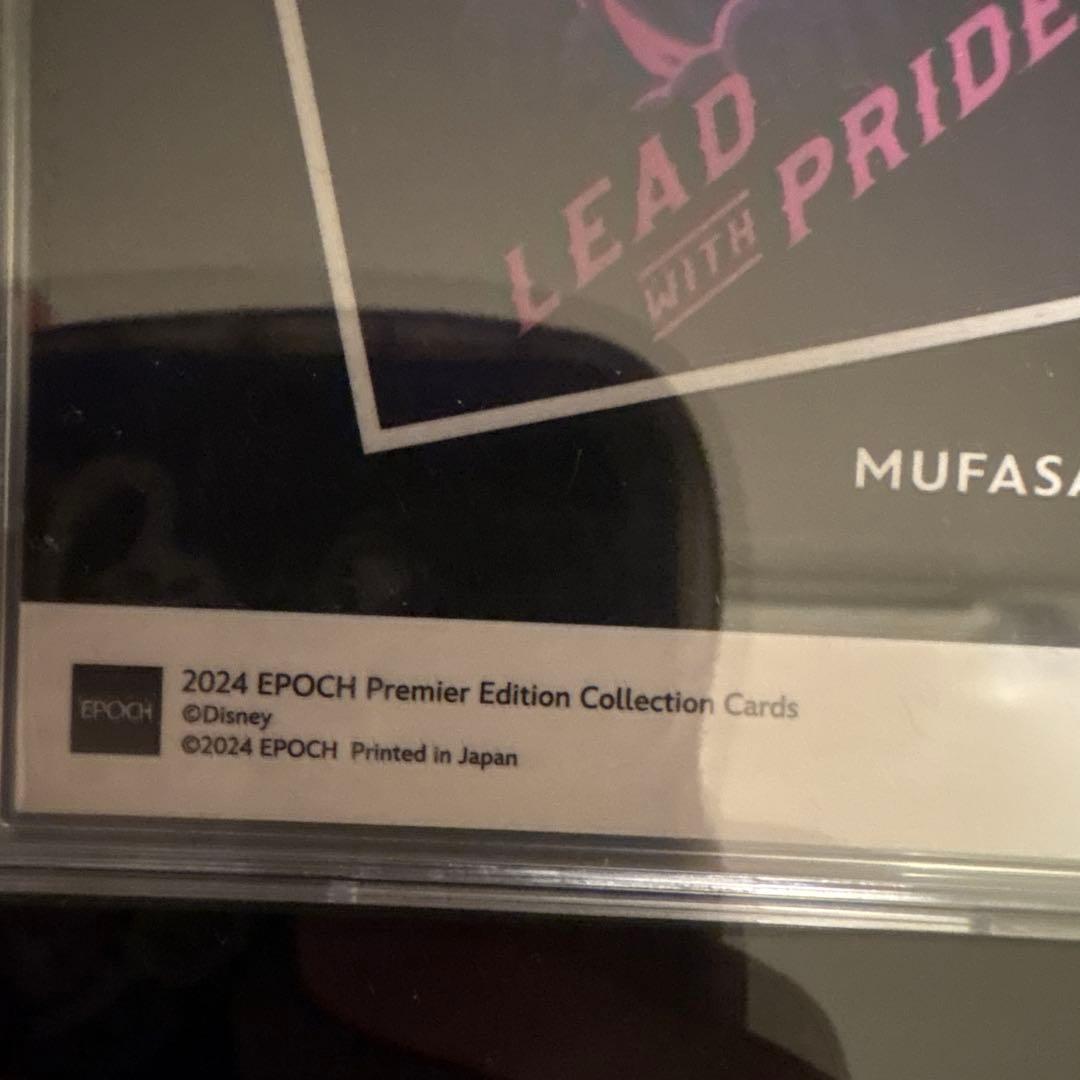 LEAD
WITH
PRIDE
MUFASA
EPOCH
2024 EPOCH Premier Edition Collection Cards
©Disney
©2024 EPOCH Printed in Japan